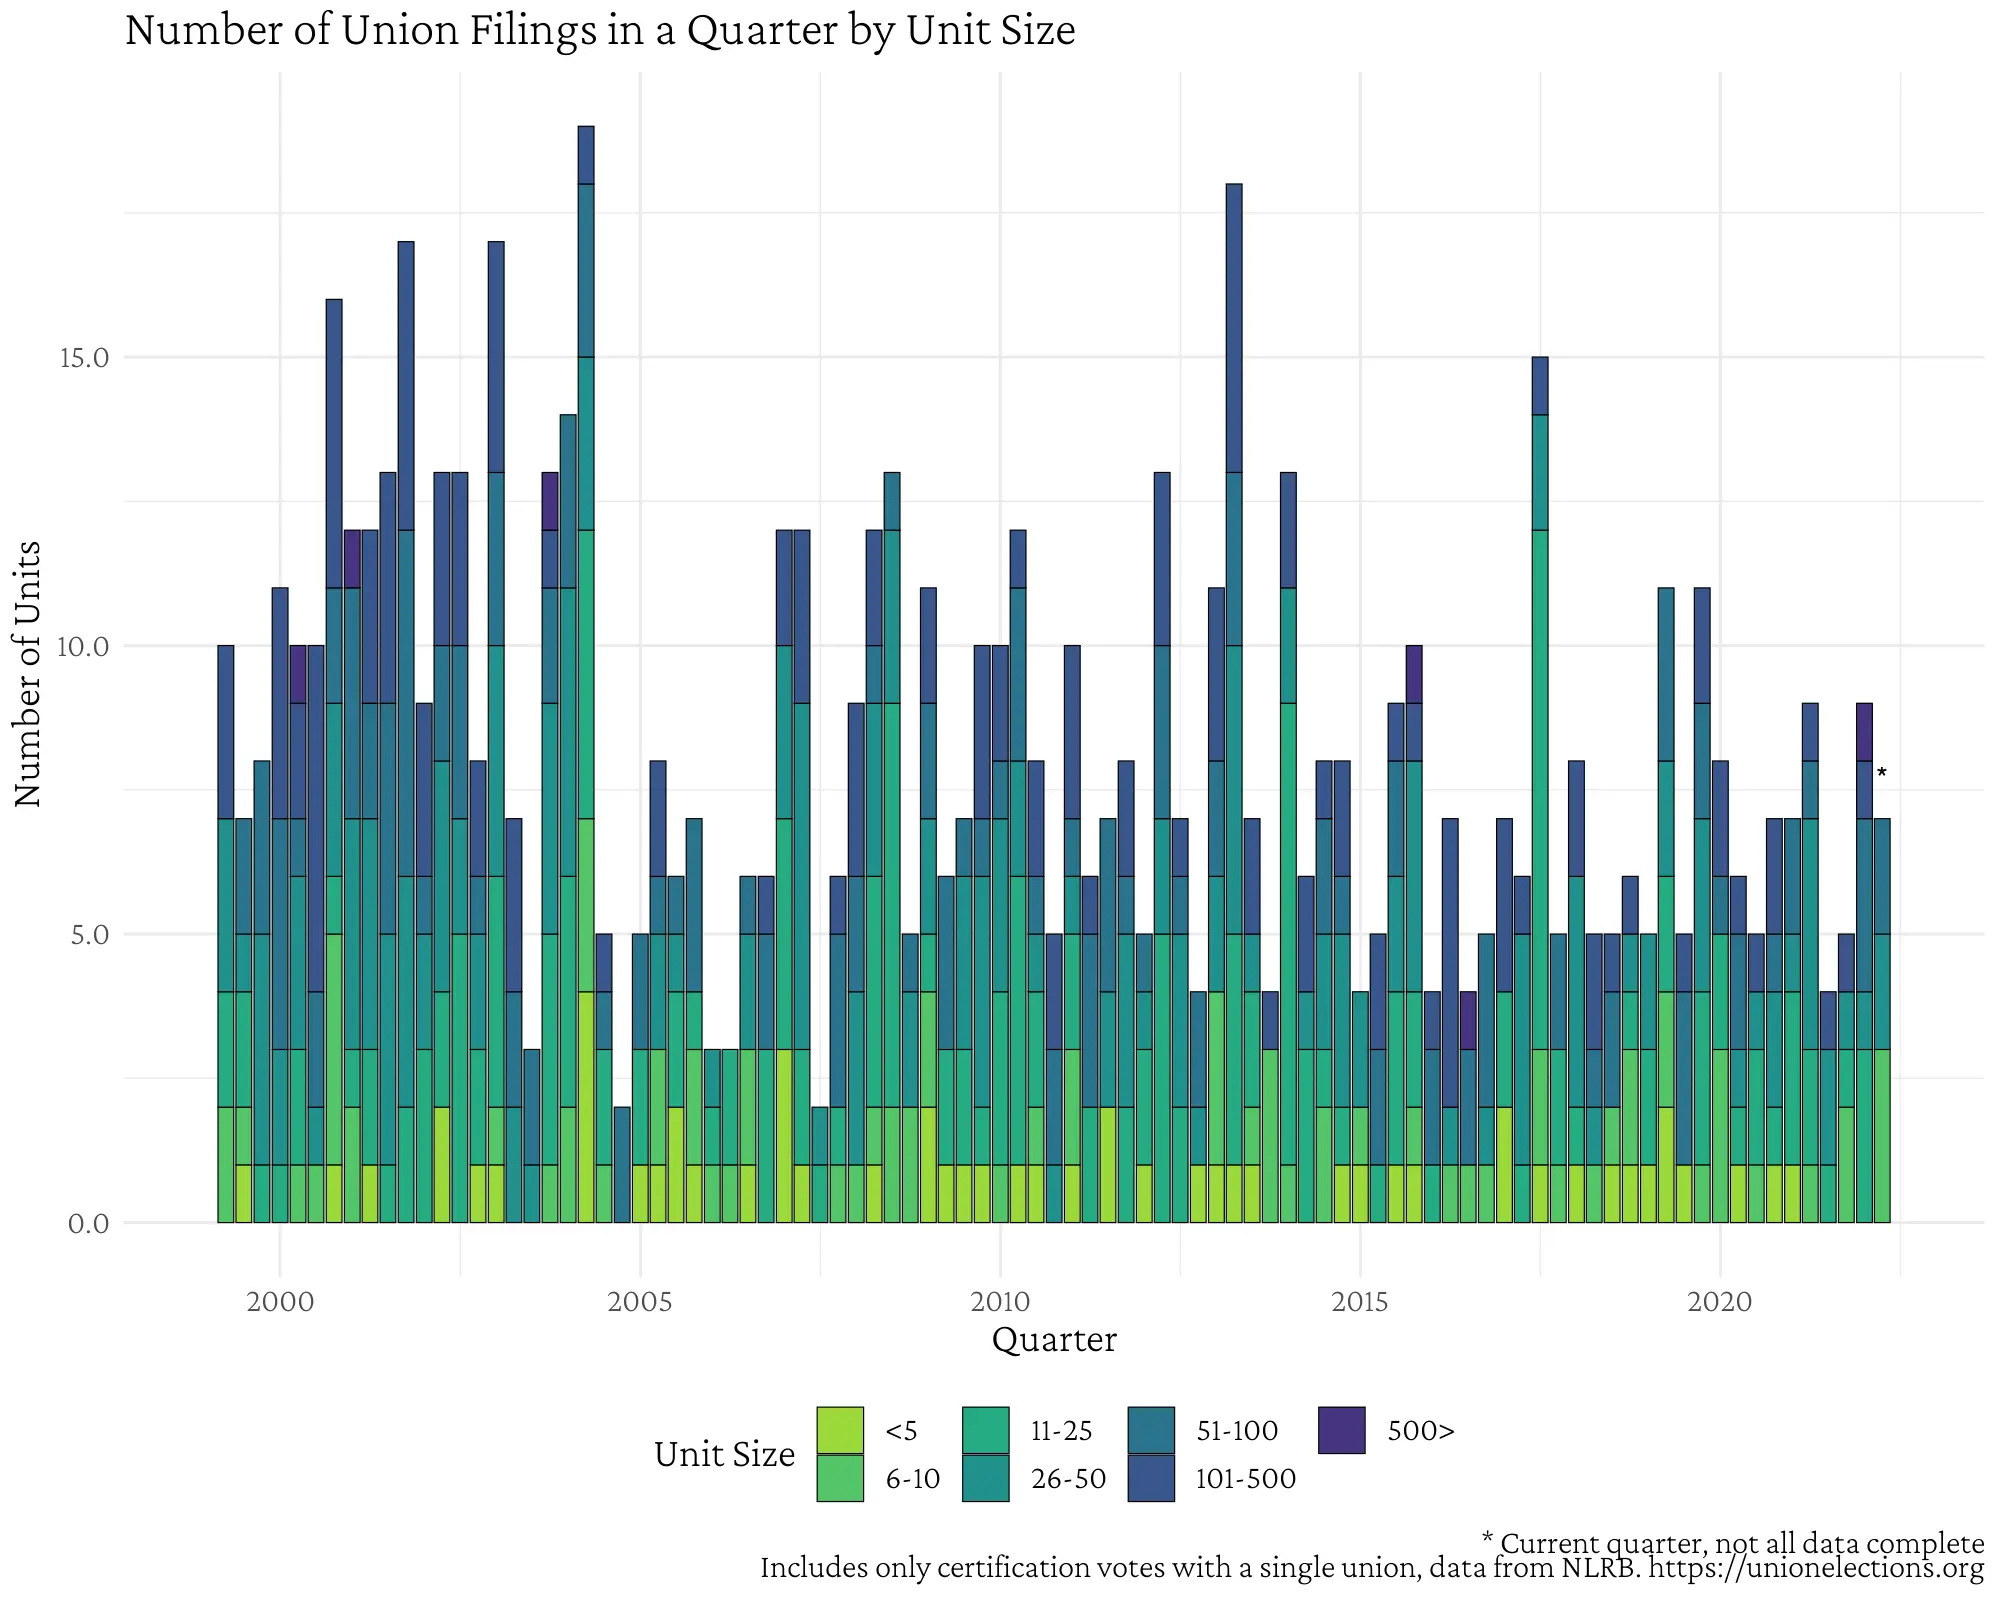 Number of Union Filings in a Quarter by Unit Size
Number of Units
15.0
10.0
5.0
0.0
*
2000 2005 2010 2015 2020
Quarter
Unit Size
<5 11-25 51-100 500>
6-10 26-50 101-500
* Current quarter, not all data complete
Includes only certification votes with a single union, data from NLRB. https://unionelections.org